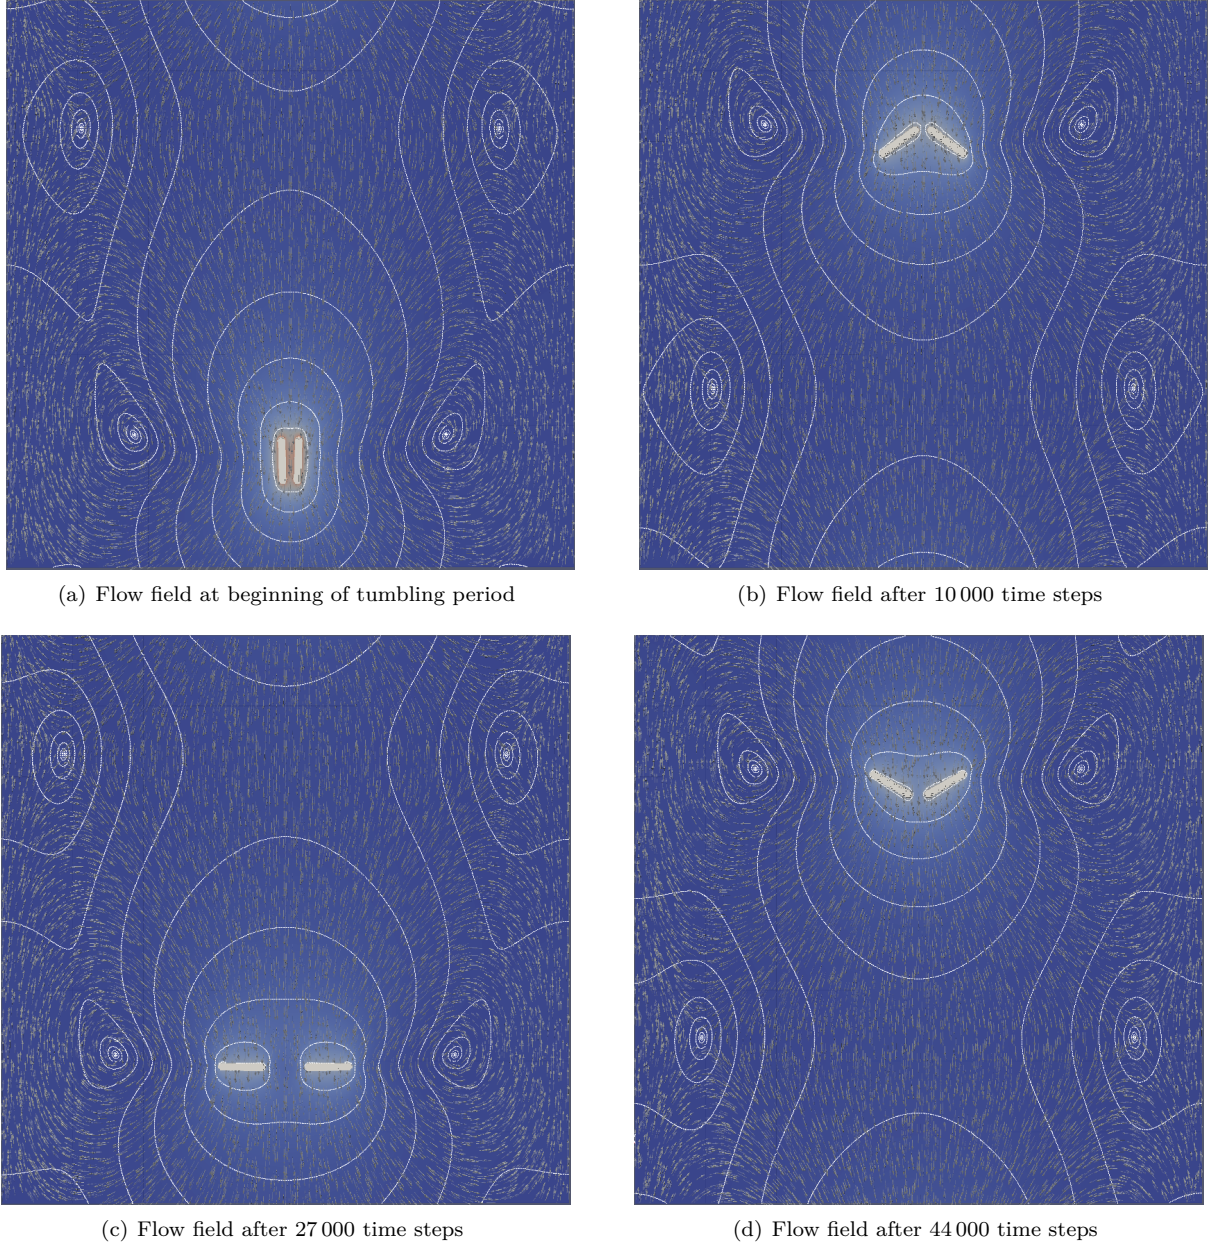 (a) Flow field at beginning of tumbling period
(b) Flow field after 10 000 time steps
(c) Flow field after 27 000 time steps
(d) Flow field after 44 000 time steps